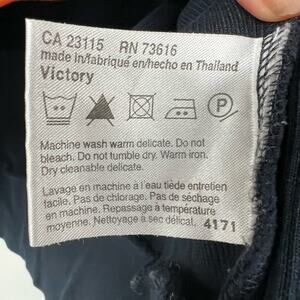 CA 23115 RN 73616
made in/fabriqué en/hecho en Thailand
Victory
P
Machine wash warm delicate. Do not
bleach. Do not tumble dry. Warm iron.
Dry cleanable delicate.
Lavage en machine à l'eau tiède entretien
facile. Pas de chlorage. Pas de séchage
en machine. Repassage à température
moyenne. Nettoyage à sec délicat.
4171